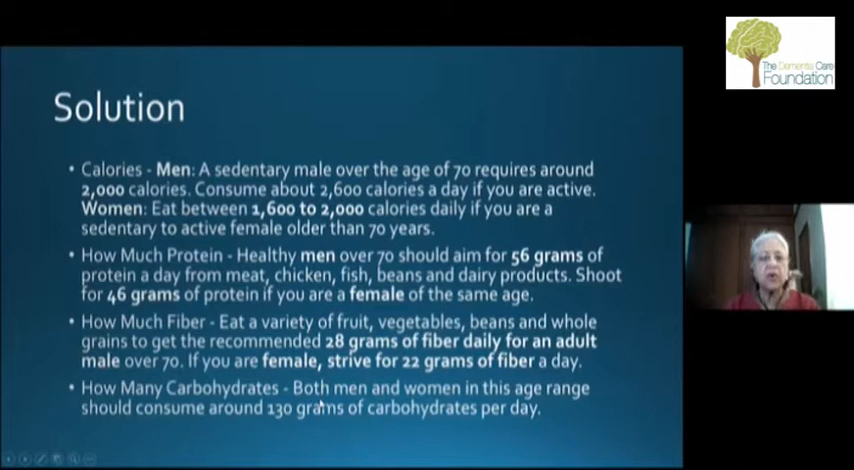 The Dementia Care
Foundation
Solution
• Calories - Men: A sedentary male over the age of 70 requires around
2,000 calories. Consume about 2,600 calories a day if you are active.
Women: Eat between 1,600 to 2,000 calories daily if you are a
sedentary to active female older than 70 years.
• How Much Protein - Healthy men over 70 should aim for 56 grams of
protein a day from meat, chicken, fish, beans and dairy products. Shoot
for 46 grams of protein if you are a female of the same age.
• How Much Fiber - Eat a variety of fruit, vegetables, beans and whole
grains to get the recommended 28 grams of fiber daily for an adult
male over 70. If you are female, strive for 22 grams of fiber a day.
• How Many Carbohydrates - Both men and women in this age range
should consume around 130 grams of carbohydrates per day.